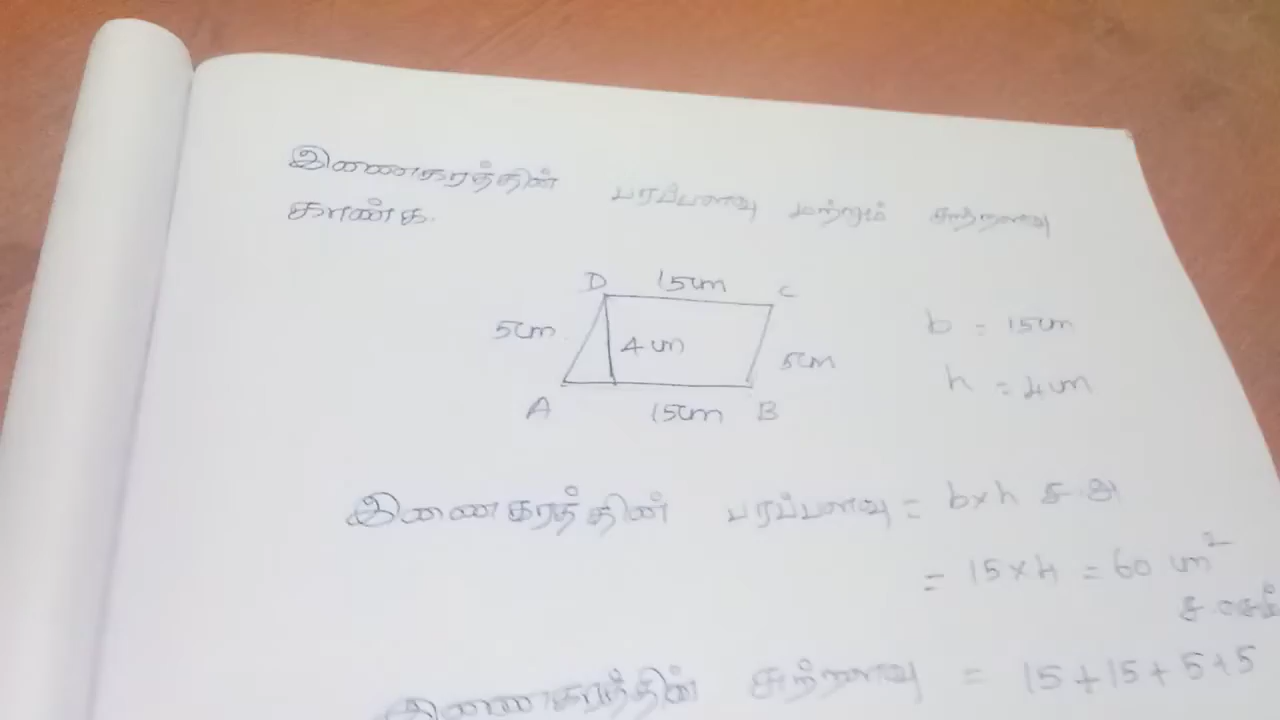 இணைகரத்தின் பரப்பளவு மற்றும் சுற்றளவு
காண்க.
D 15cm C
5cm 4cm 5cm
b = 15cm
h = 4cm
A 15cm B
இணைகரத்தின் பரப்பளவு = b×h ச.அ
= 15×4 = 60 cm²
ச.செமீ
இணைகரத்தின் சுற்றளவு = 15+15+5+5